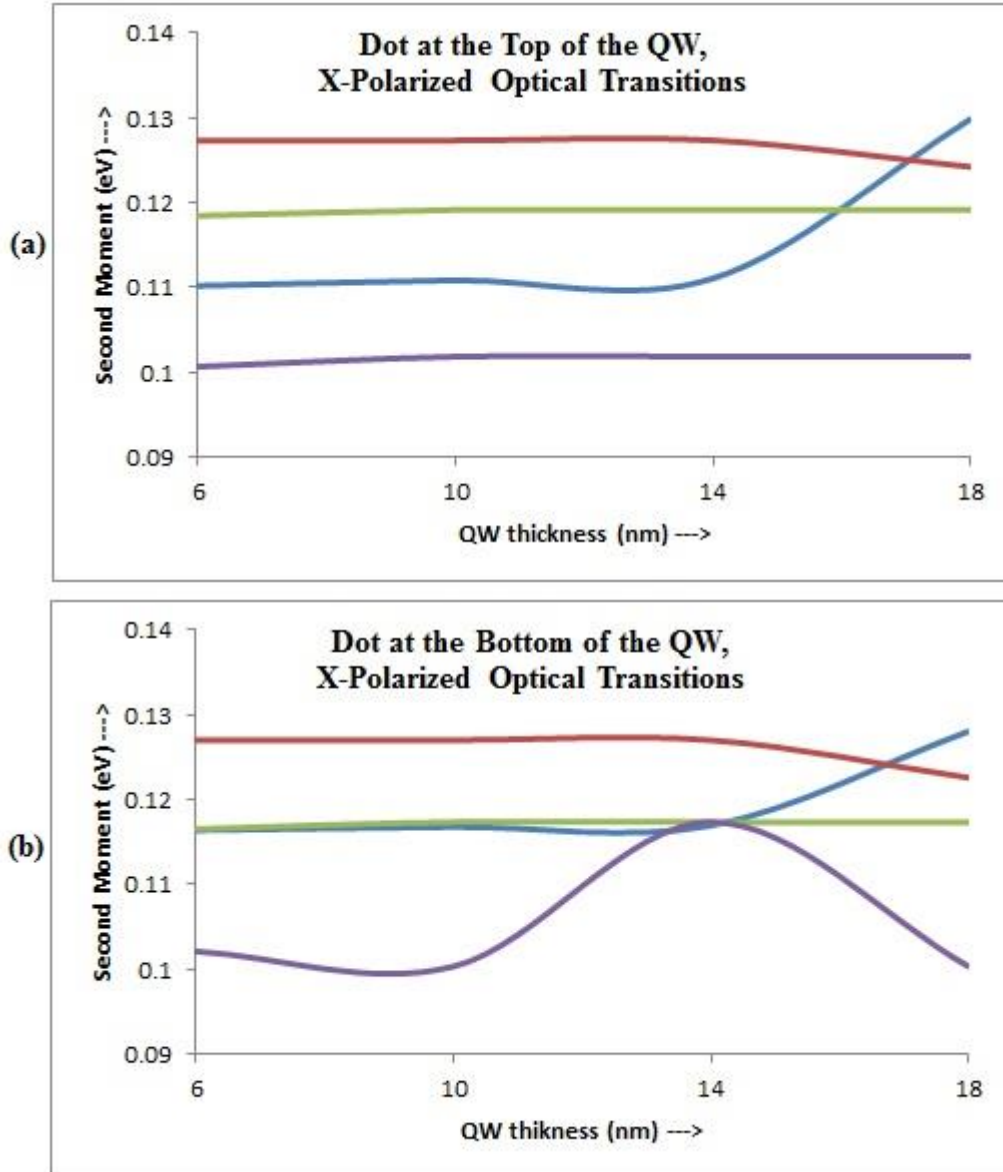 (a)
Dot at the Top of the QW,
X-Polarized Optical Transitions
Second Moment (eV) --->
0.14
0.13
0.12
0.11
0.1
0.09
6 10 14 18
QW thickness (nm) --->
(b)
Dot at the Bottom of the QW,
X-Polarized Optical Transitions
Second Moment (eV) --->
0.14
0.13
0.12
0.11
0.1
0.09
6 10 14 18
QW thikness (nm) --->